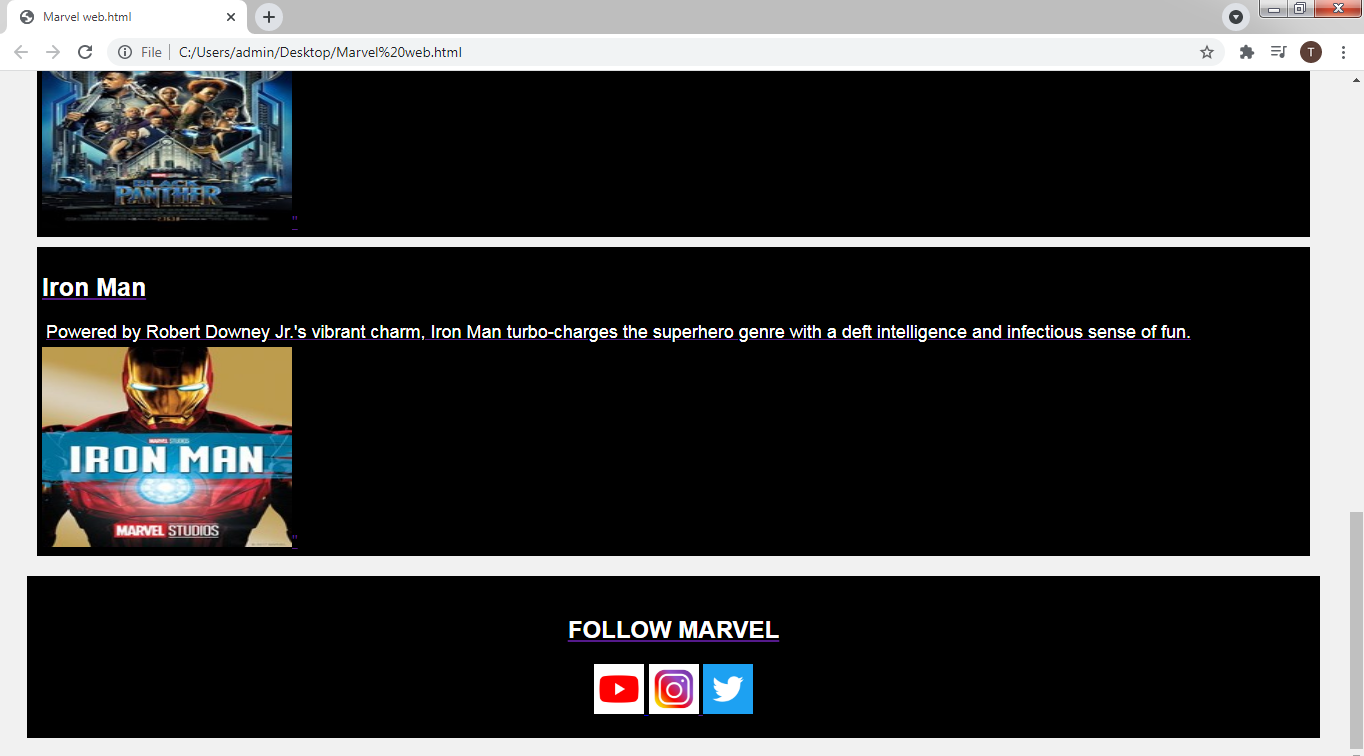 Marvel web.html
File
C:/Users/admin/Desktop/Marvel%20web.html
T
MARVEL STUDIOS
BLACK
PANTHER
"
Iron Man
Powered by Robert Downey Jr.'s vibrant charm, Iron Man turbo-charges the superhero genre with a deft intelligence and infectious sense of fun.
MARVEL STUDIOS
IRON MAN
MARVEL STUDIOS
"
FOLLOW MARVEL